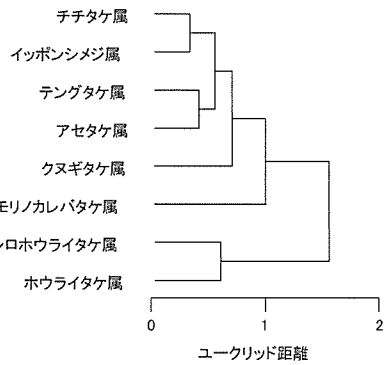 チチタケ属
イッポンシメジ属
テングタケ属
アセタケ属
クヌギタケ属
モリノカレバタケ属
シロホウライタケ属
ホウライタケ属
0 1 2
ユークリッド距離